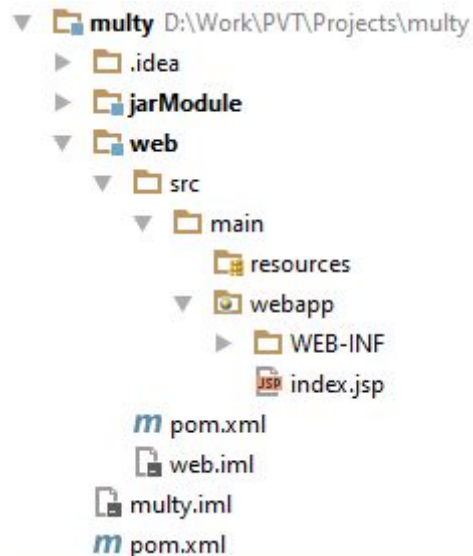 multy D:\Work\PVT\Projects\multy
.idea
jarModule
web
src
main
resources
webapp
WEB-INF
JSP index.jsp
m pom.xml
web.iml
multy.iml
m pom.xml